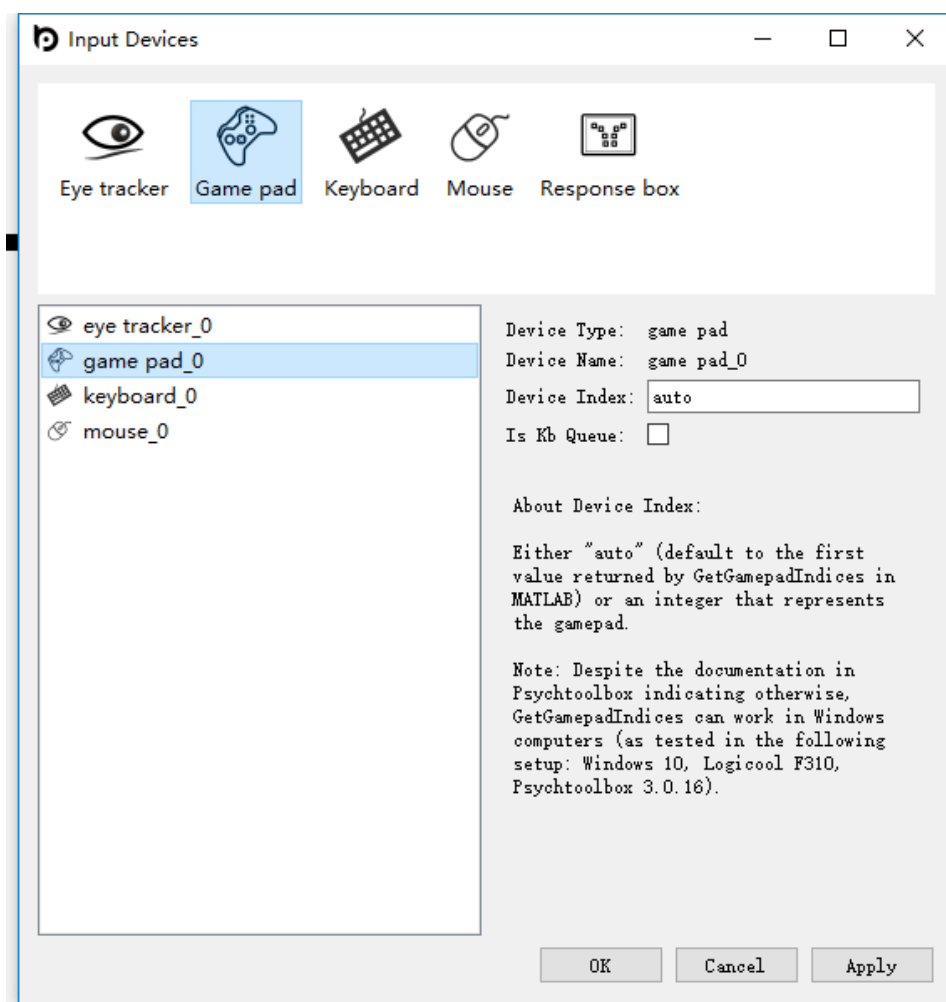 Input Devices
Eye tracker
Game pad
Keyboard
Mouse
Response box
eye tracker_0
game pad_0
keyboard_0
mouse_0
Device Type: game pad
Device Name: game pad_0
Device Index: auto
Is Kb Queue:
About Device Index:
Either "auto" (default to the first
value returned by GetGamepadIndices in
MATLAB) or an integer that represents
the gamepad.
Note: Despite the documentation in
Psychtoolbox indicating otherwise,
GetGamepadIndices can work in Windows
computers (as tested in the following
setup: Windows 10, Logicool F310,
Psychtoolbox 3.0.16).
OK
Cancel
Apply